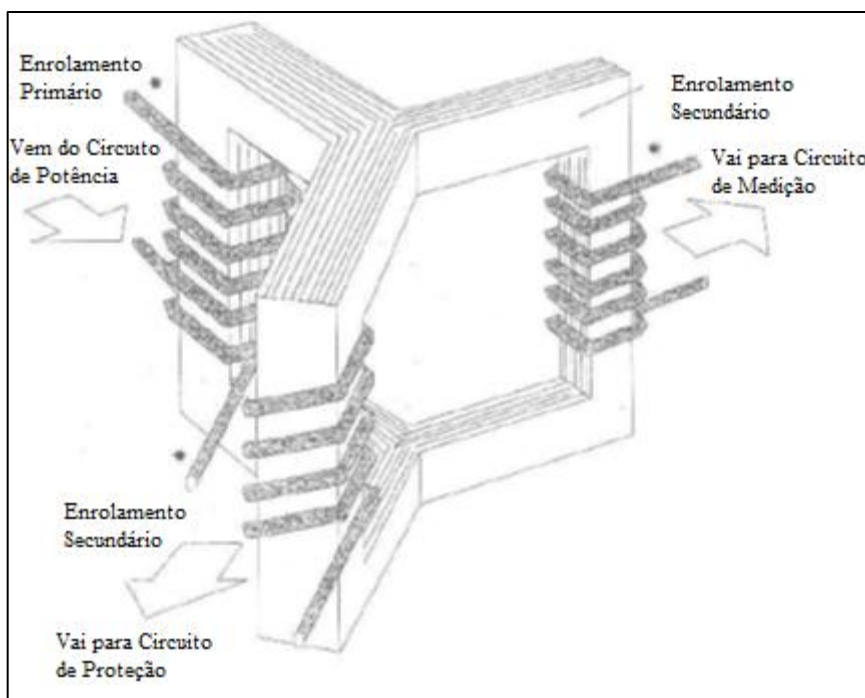 Enrolamento
Primário
Vem do Circuito
de Potência
Enrolamento
Secundário
Vai para Circuito
de Medição
Enrolamento
Secundário
Vai para Circuito
de Proteção